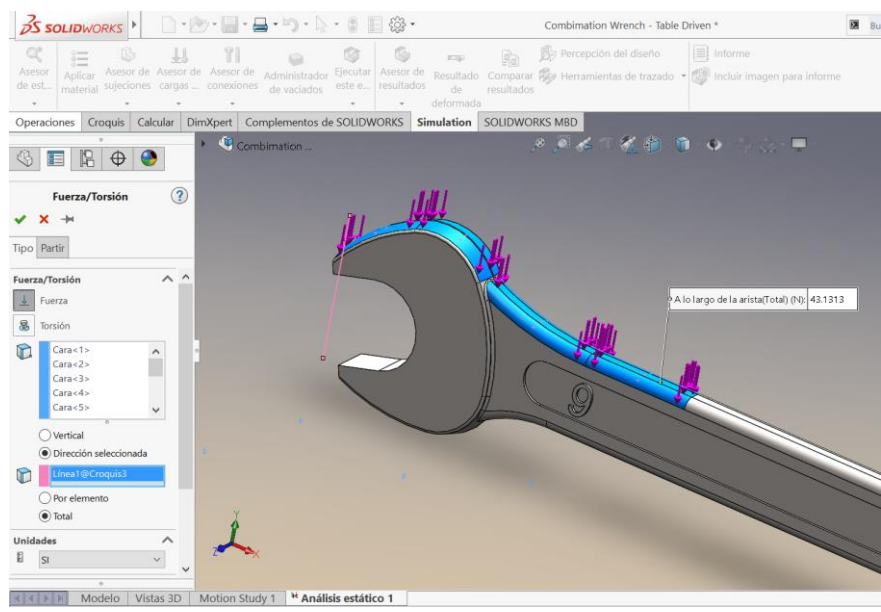 SOLIDWORKS
Combimation Wrench - Table Driven *
Bu
Asesor de est...
Aplicar material
Asesor de sujeciones
Asesor de cargas ...
Asesor de conexiones
Administrador de vaciados
Ejecutar este e...
Asesor de resultados
Resultado de deformada
Comparar resultados
Percepción del diseño
Herramientas de trazado
Informe
Incluir imagen para informe
Operaciones Croquis Calcular DimXpert Complementos de SOLIDWORKS Simulation SOLIDWORKS MBD
Combimation ...
Fuerza/Torsión
?
Tipo Partir
Fuerza/Torsión
Fuerza
Torsión
Cara<1>
Cara<2>
Cara<3>
Cara<4>
Cara<5>
Vertical
Dirección seleccionada
Línea1@Croquis3
Por elemento
Total
Unidades
SI
A lo largo de la arista(Total) (N): 43.1313
9
Y
Z
X
Modelo Vistas 3D Motion Study 1 Análisis estático 1